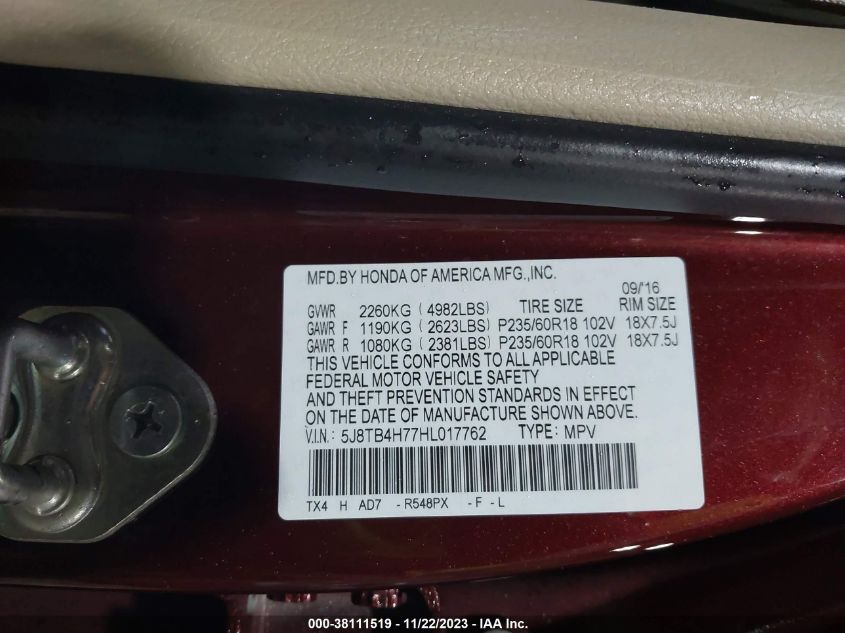 MFD.BY HONDA OF AMERICA MFG.,INC.
09/'16
GVWR 2260KG ( 4982LBS) TIRE SIZE RIM SIZE
GAWR F 1190KG ( 2623LBS) P235/60R18 102V 18X7.5J
GAWR R 1080KG ( 2381LBS) P235/60R18 102V 18X7.5J
THIS VEHICLE CONFORMS TO ALL APPLICABLE
FEDERAL MOTOR VEHICLE SAFETY
AND THEFT PREVENTION STANDARDS IN EFFECT
ON THE DATE OF MANUFACTURE SHOWN ABOVE.
V.I.N.: 5J8TB4H77HL017762 TYPE: MPV
TX4 H AD7 - R548PX - F - L
000-38111519 - 11/22/2023 - IAA Inc.